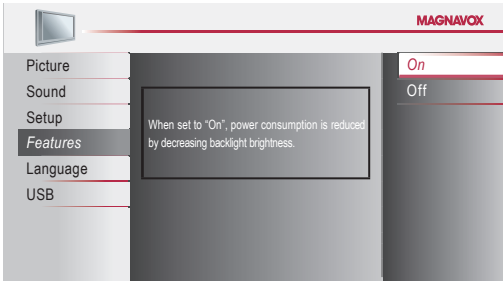 MAGNAVOX
Picture
Sound
Setup
Features
Language
USB
When set to “On”, power consumption is reduced
by decreasing backlight brightness.
On
Off